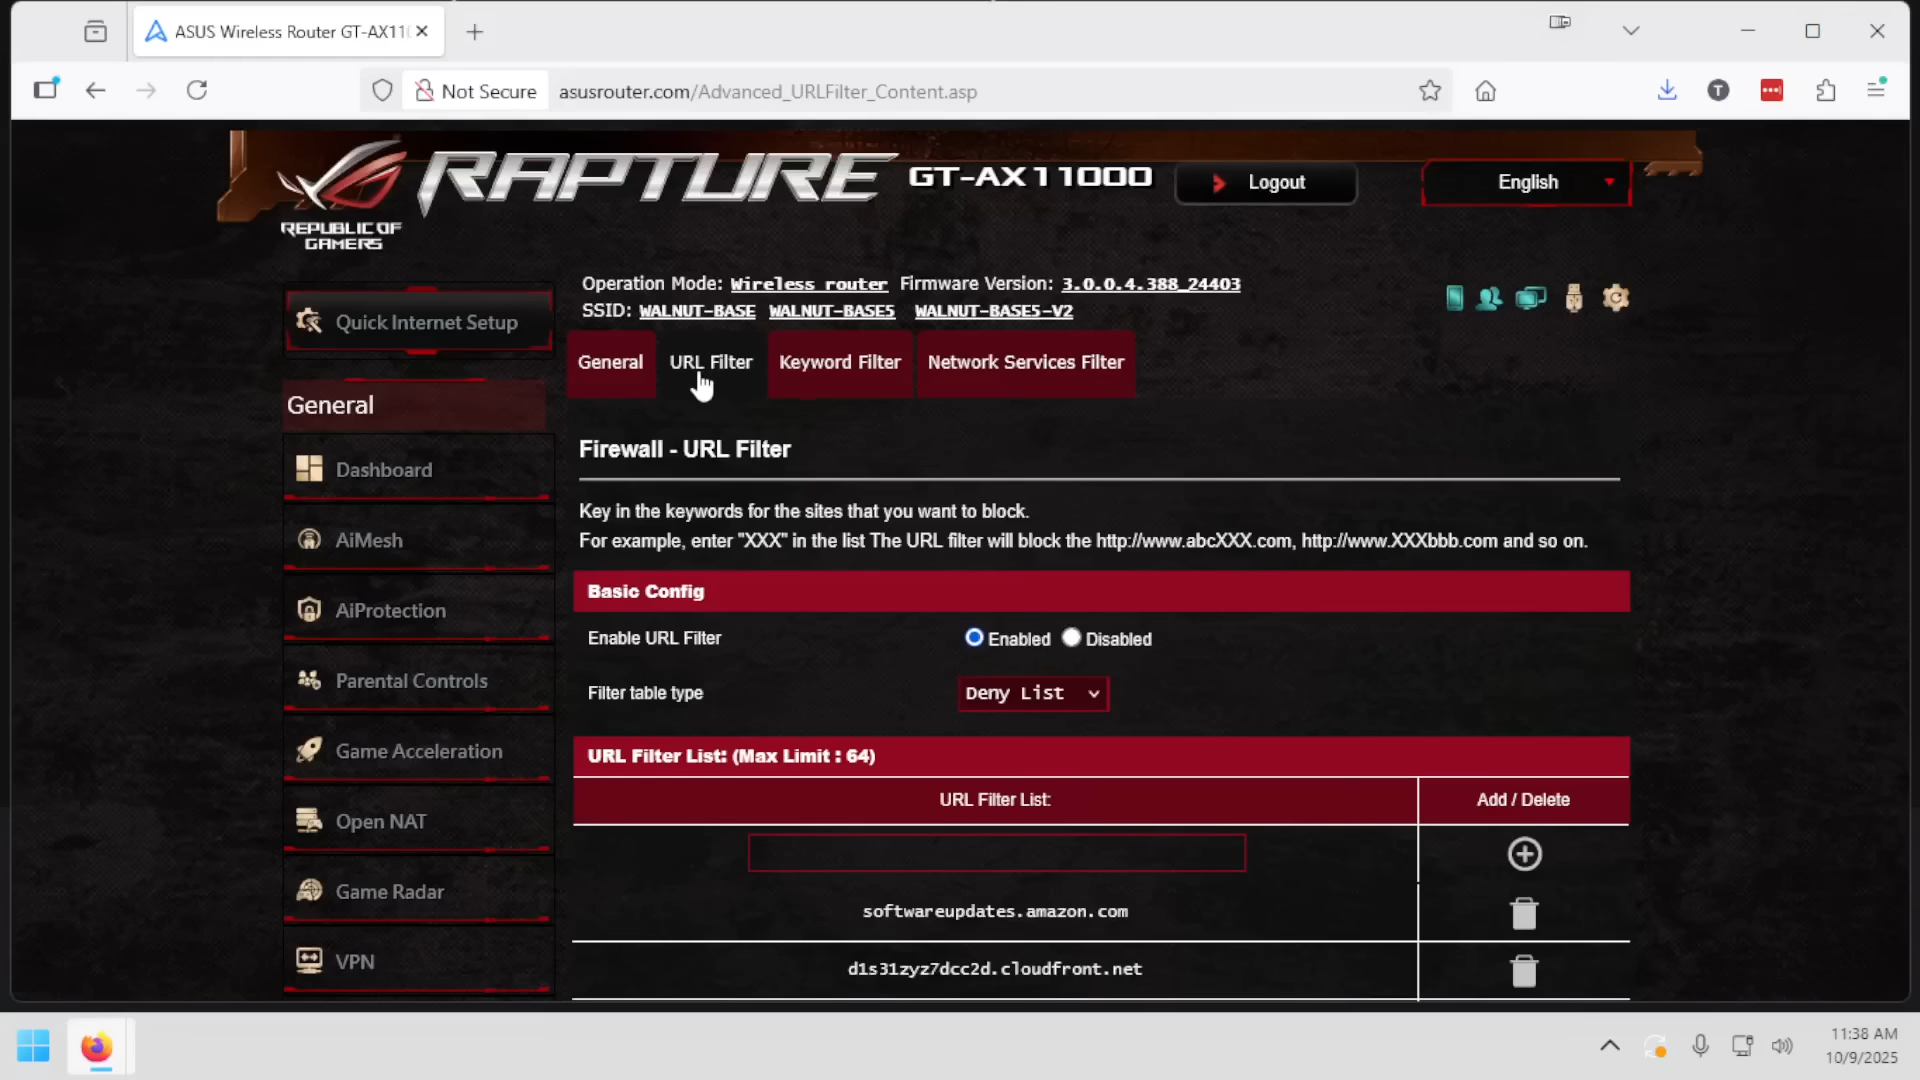 ASUS Wireless Router GT-AX110
Not Secure
asusrouter.com/Advanced_URLFilter_Content.asp
T
REPUBLIC OF
GAMERS
RAPTURE
GT-AX11000
Logout
English
Operation Mode: Wireless router Firmware Version: 3.0.0.4.388_24403
SSID: WALNUT-BASE WALNUT-BASE5 WALNUT-BASE5-V2
Quick Internet Setup
General
Dashboard
AiMesh
AiProtection
Parental Controls
Game Acceleration
Open NAT
Game Radar
VPN
General URL Filter Keyword Filter Network Services Filter
Firewall - URL Filter
Key in the keywords for the sites that you want to block.
For example, enter "XXX" in the list The URL filter will block the http://www.abcXXX.com, http://www.XXXbbb.com and so on.
Basic Config
Enable URL Filter Enabled Disabled
Filter table type Deny List
URL Filter List: (Max Limit : 64)
URL Filter List: Add / Delete
softwareupdates.amazon.com
d1s31zyz7dcc2d.cloudfront.net
11:38 AM
10/9/2025